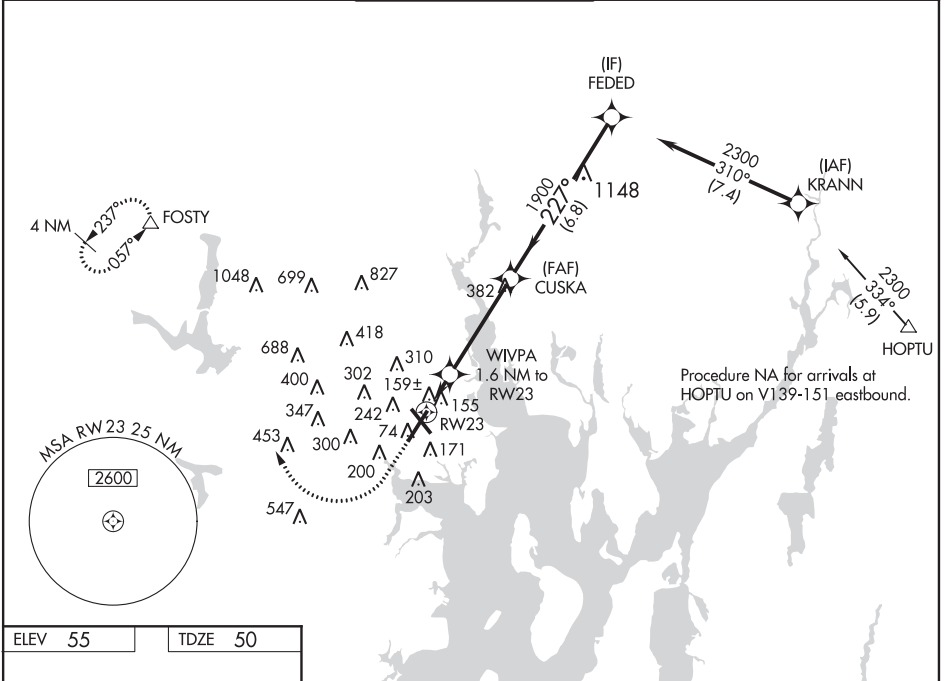 (IF)
FEDED
2300
310°
(7.4)
(IAF)
KRANN
1148
1900
227°
(6.8)
4 NM
237°
057°
FOSTY
1048
699
827
382
(FAF)
CUSKA
2300
334°
(5.9)
HOPTU
418
688
310
WIVPA
1.6 NM to
RW23
Procedure NA for arrivals at
HOPTU on V139-151 eastbound.
400
302
159±
155
347
242
RW23
74
453
300
171
200
203
547
MSA RW 23 25 NM
2600
ELEV 55
TDZE 50